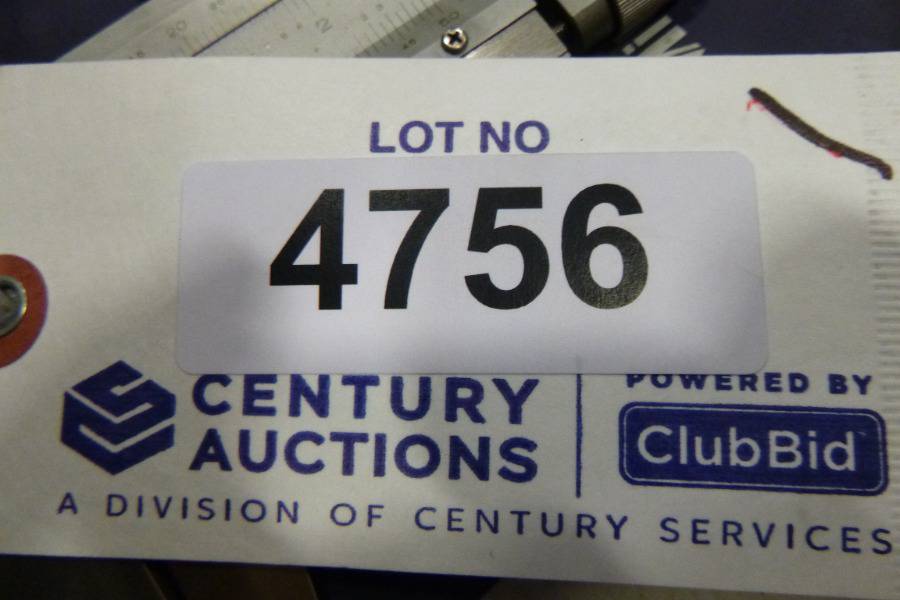 LOT NO
4756
CENTURY
AUCTIONS
A DIVISION OF CENTURY SERVICES
POWERED BY
ClubBid